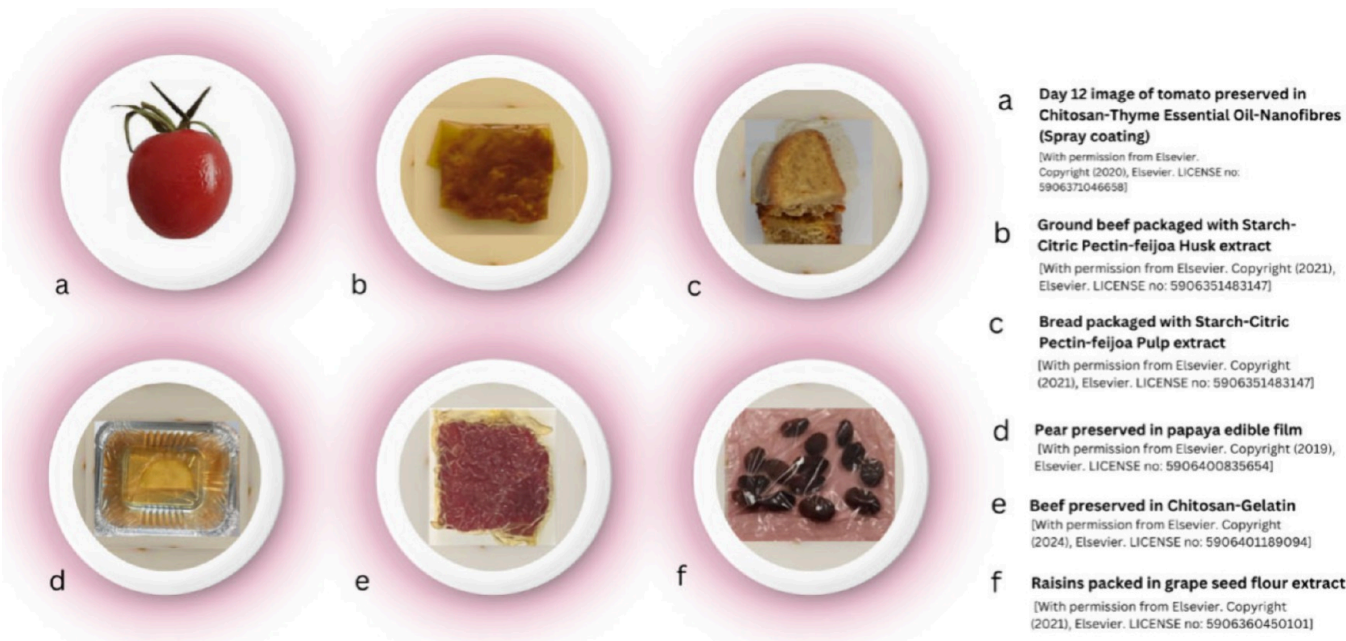 a
b
c
d
e
f
a
Day 12 image of tomato preserved in
Chitosan-Thyme Essential Oil-Nanofibres
(Spray coating)
[With permission from Elsevier.
Copyright (2020), Elsevier. LICENSE no:
5906371046658]
b
Ground beef packaged with Starch-
Citric Pectin-feijoa Husk extract
[With permission from Elsevier. Copyright (2021),
Elsevier. LICENSE no: 5906351483147]
c
Bread packaged with Starch-Citric
Pectin-feijoa Pulp extract
[With permission from Elsevier. Copyright
(2021), Elsevier. LICENSE no: 5906351483147]
d
Pear preserved in papaya edible film
[With permission from Elsevier. Copyright (2019),
Elsevier. LICENSE no: 5906400835654]
e
Beef preserved in Chitosan-Gelatin
[With permission from Elsevier. Copyright
(2024), Elsevier. LICENSE no: 5906401189094]
f
Raisins packed in grape seed flour extract
[With permission from Elsevier. Copyright
(2021), Elsevier. LICENSE no: 5906360450101]